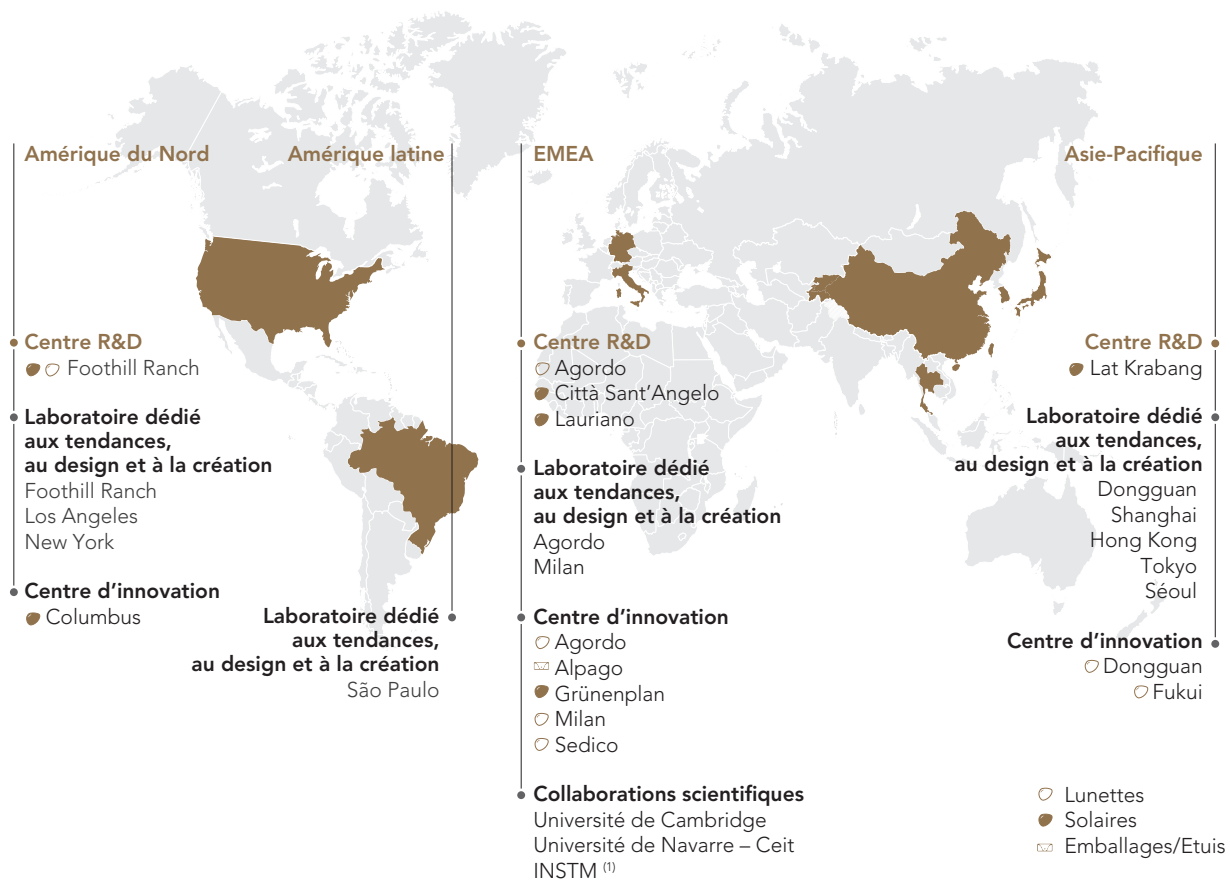 Amérique du Nord
Centre R&D
Foothill Ranch
Laboratoire dédié
aux tendances,
au design et à la création
Foothill Ranch
Los Angeles
New York
Centre d’innovation
Columbus
Amérique latine
Laboratoire dédié
aux tendances,
au design et à la création
São Paulo
EMEA
Centre R&D
Agordo
Città Sant’Angelo
Lauriano
Laboratoire dédié
aux tendances,
au design et à la création
Agordo
Milan
Centre d’innovation
Agordo
Alpago
Grünenplan
Milan
Sedico
Collaborations scientifiques
Université de Cambridge
Université de Navarre – Ceit
INSTM (1)
Asie-Pacifique
Centre R&D
Lat Krabang
Laboratoire dédié
aux tendances,
au design et à la création
Dongguan
Shanghai
Hong Kong
Tokyo
Séoul
Centre d’innovation
Dongguan
Fukui
Lunettes
Solaires
Emballages/Etuis